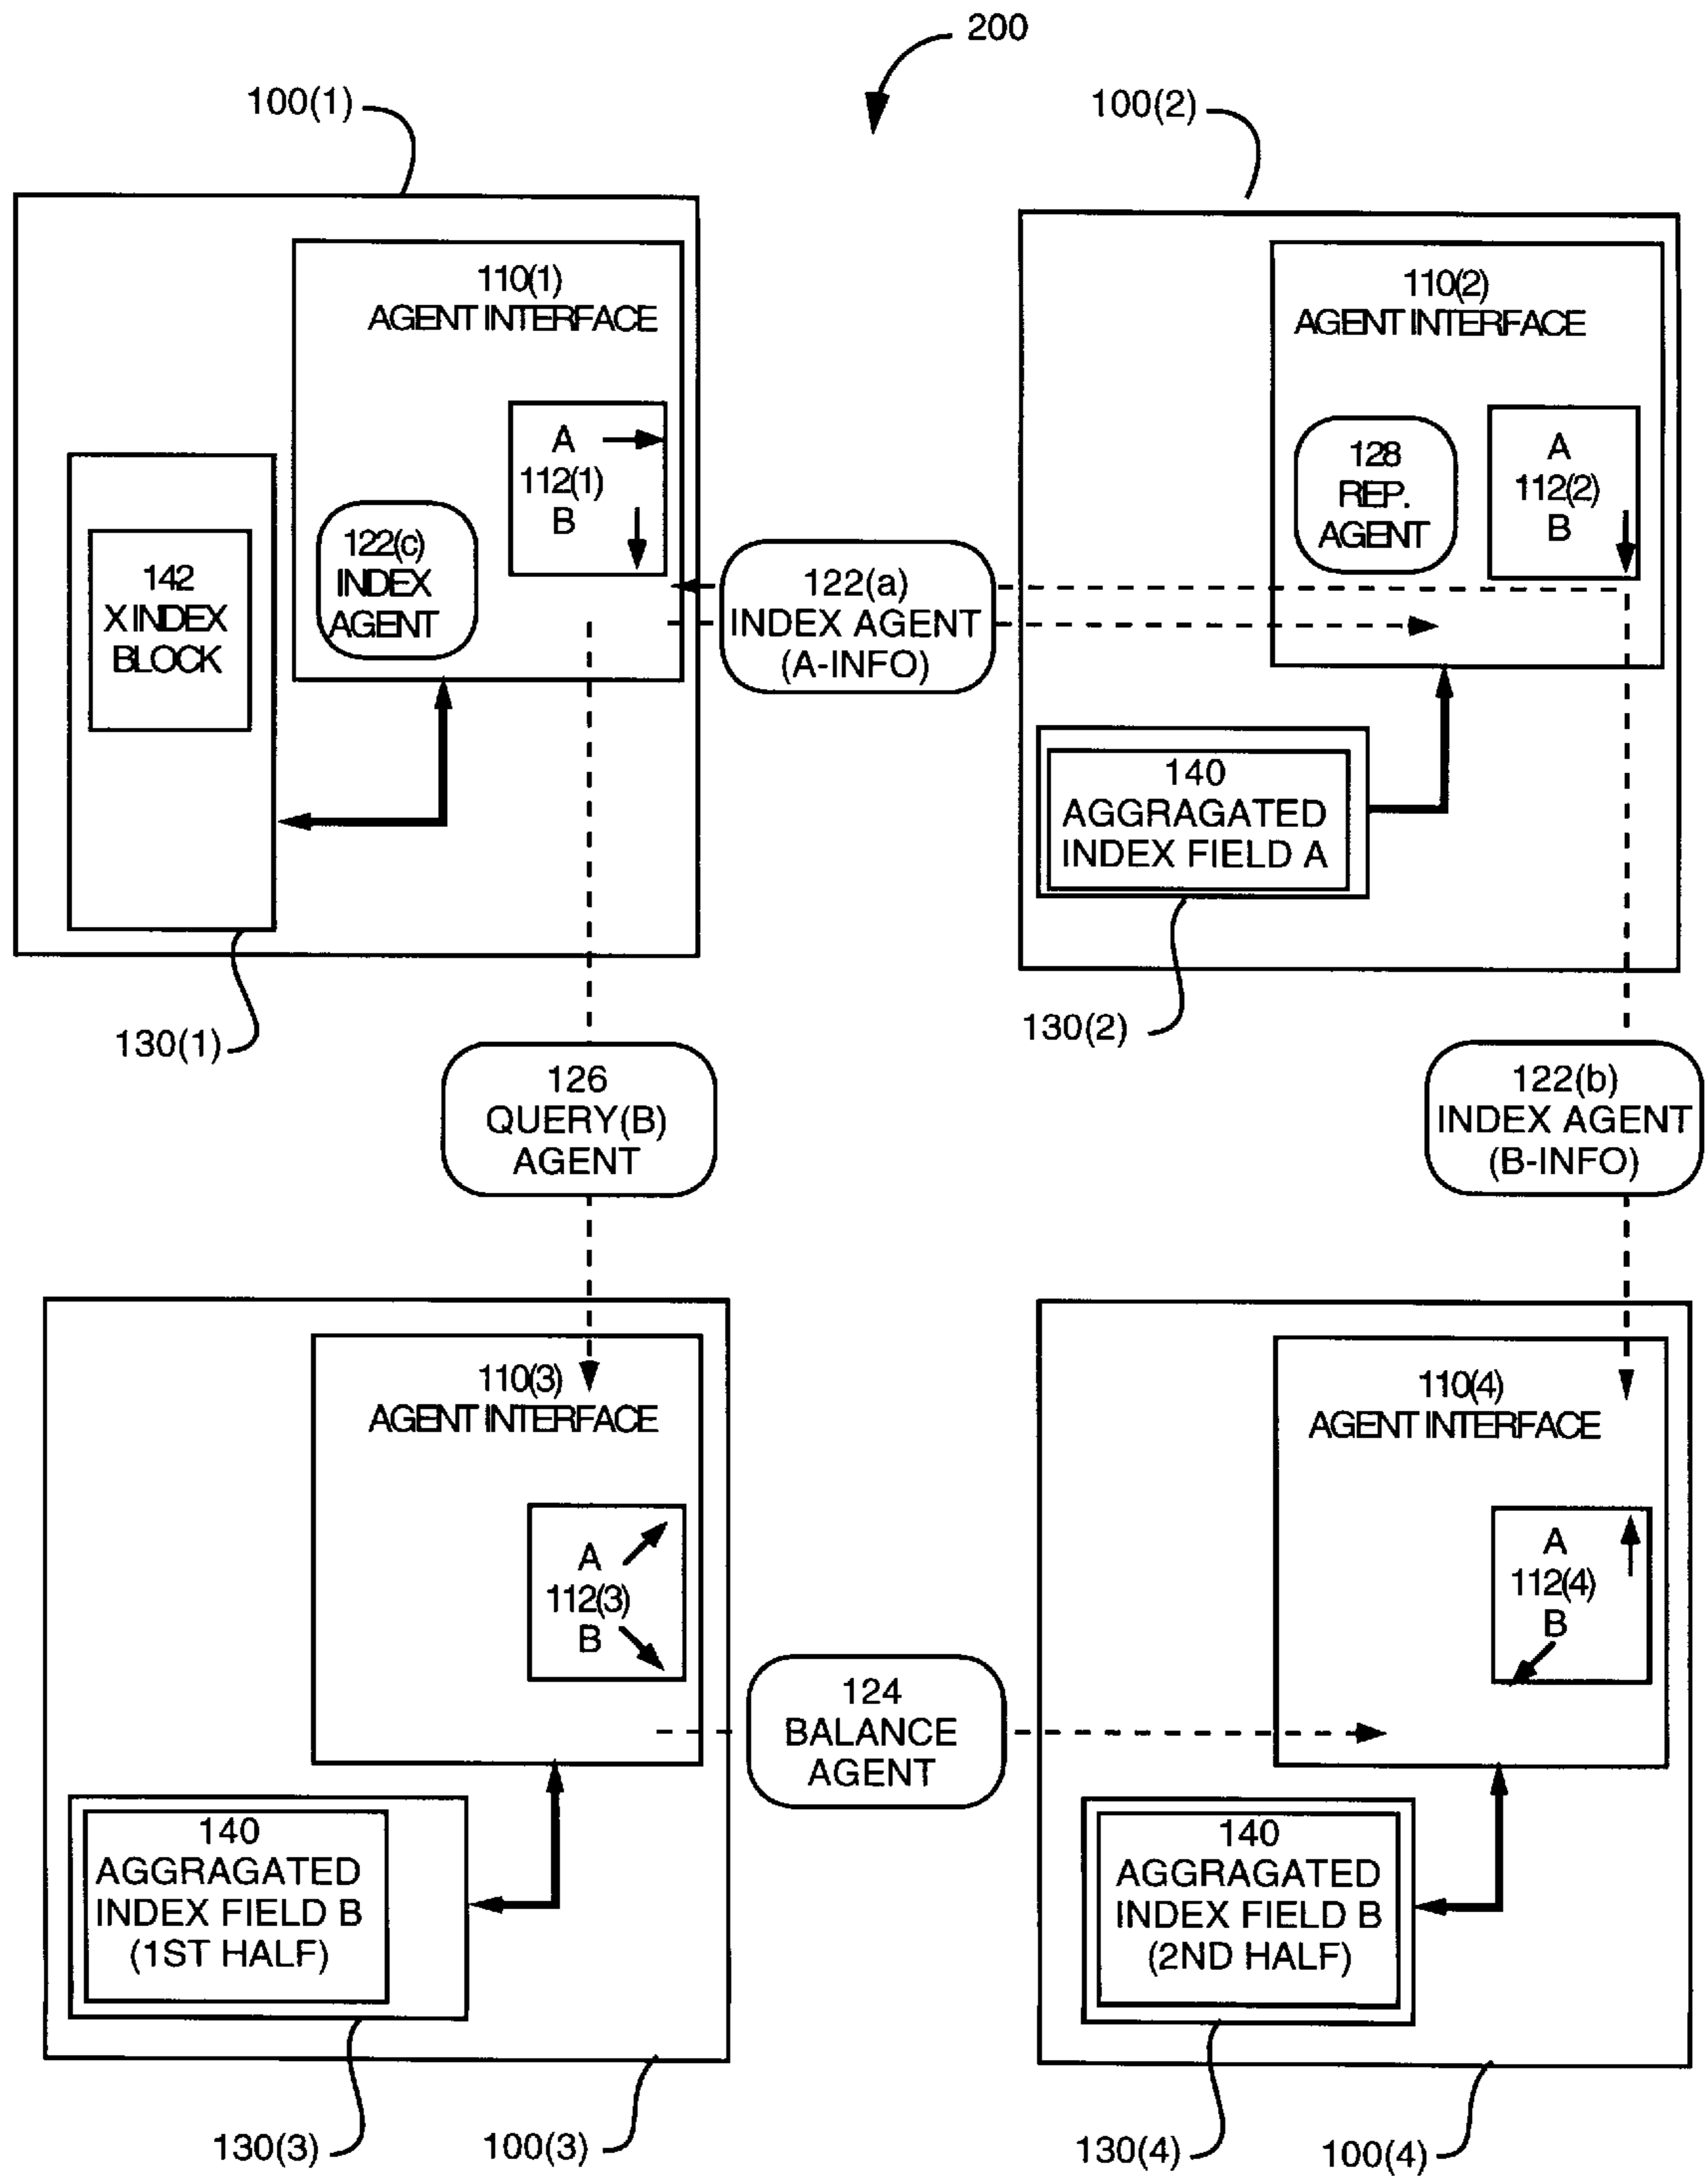 200
100(1)
100(2)
110(1)
AGENT INTERFACE
A
112(1)
B
122(c)
INDEX
AGENT
142
X INDEX
BLOCK
130(1)
122(a)
INDEX AGENT
(A-INFO)
110(2)
AGENT INTERFACE
128
REP.
AGENT
A
112(2)
B
140
AGGRAGATED
INDEX FIELD A
130(2)
126
QUERY(B)
AGENT
122(b)
INDEX AGENT
(B-INFO)
110(3)
AGENT INTERFACE
A
112(3)
B
140
AGGRAGATED
INDEX FIELD B
(1ST HALF)
130(3)
100(3)
124
BALANCE
AGENT
110(4)
AGENT INTERFACE
A
112(4)
B
140
AGGRAGATED
INDEX FIELD B
(2ND HALF)
130(4)
100(4)